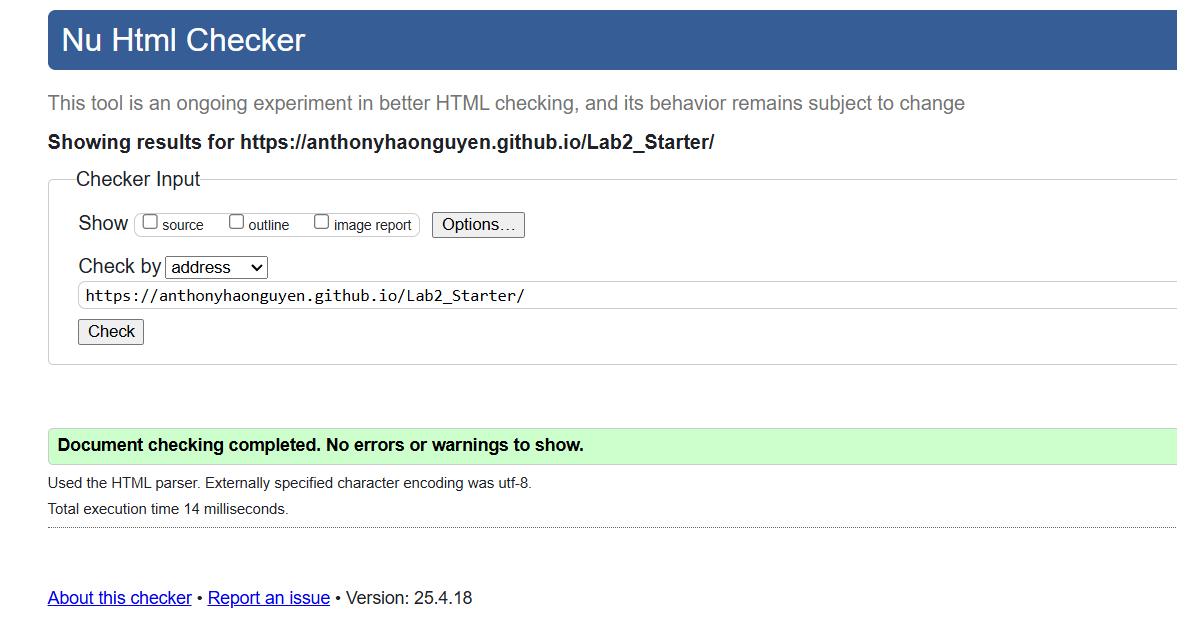 Nu Html Checker
This tool is an ongoing experiment in better HTML checking, and its behavior remains subject to change
Showing results for https://anthonyhaonguyen.github.io/Lab2_Starter/
Checker Input
Show source outline image report Options…
Check by address
https://anthonyhaonguyen.github.io/Lab2_Starter/
Check
Document checking completed. No errors or warnings to show.
Used the HTML parser. Externally specified character encoding was utf-8.
Total execution time 14 milliseconds.
About this checker • Report an issue • Version: 25.4.18